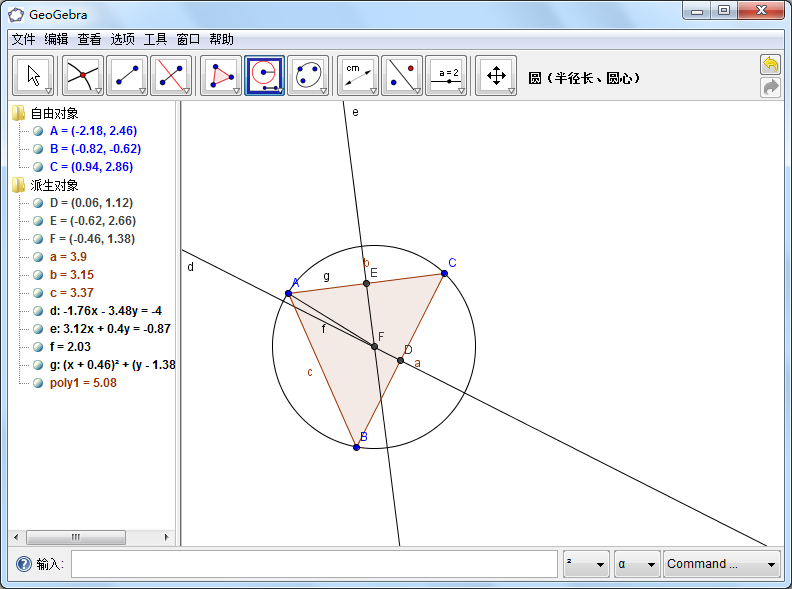 GeoGebra
文件 编辑 查看 选项 工具 窗口 帮助
cm
a = 2
圆（半径长、圆心）
自由对象
A = (-2.18, 2.46)
B = (-0.82, -0.62)
C = (0.94, 2.86)
派生对象
D = (0.06, 1.12)
E = (-0.62, 2.66)
F = (-0.46, 1.38)
a = 3.9
b = 3.15
c = 3.37
d: -1.76x - 3.48y = -4
e: 3.12x + 0.4y = -0.87
f = 2.03
g: (x + 0.46)² + (y - 1.38
poly1 = 5.08
e
d
b
C
g
E
A
f
F
D
a
c
B
输入:
²
α
Command ...